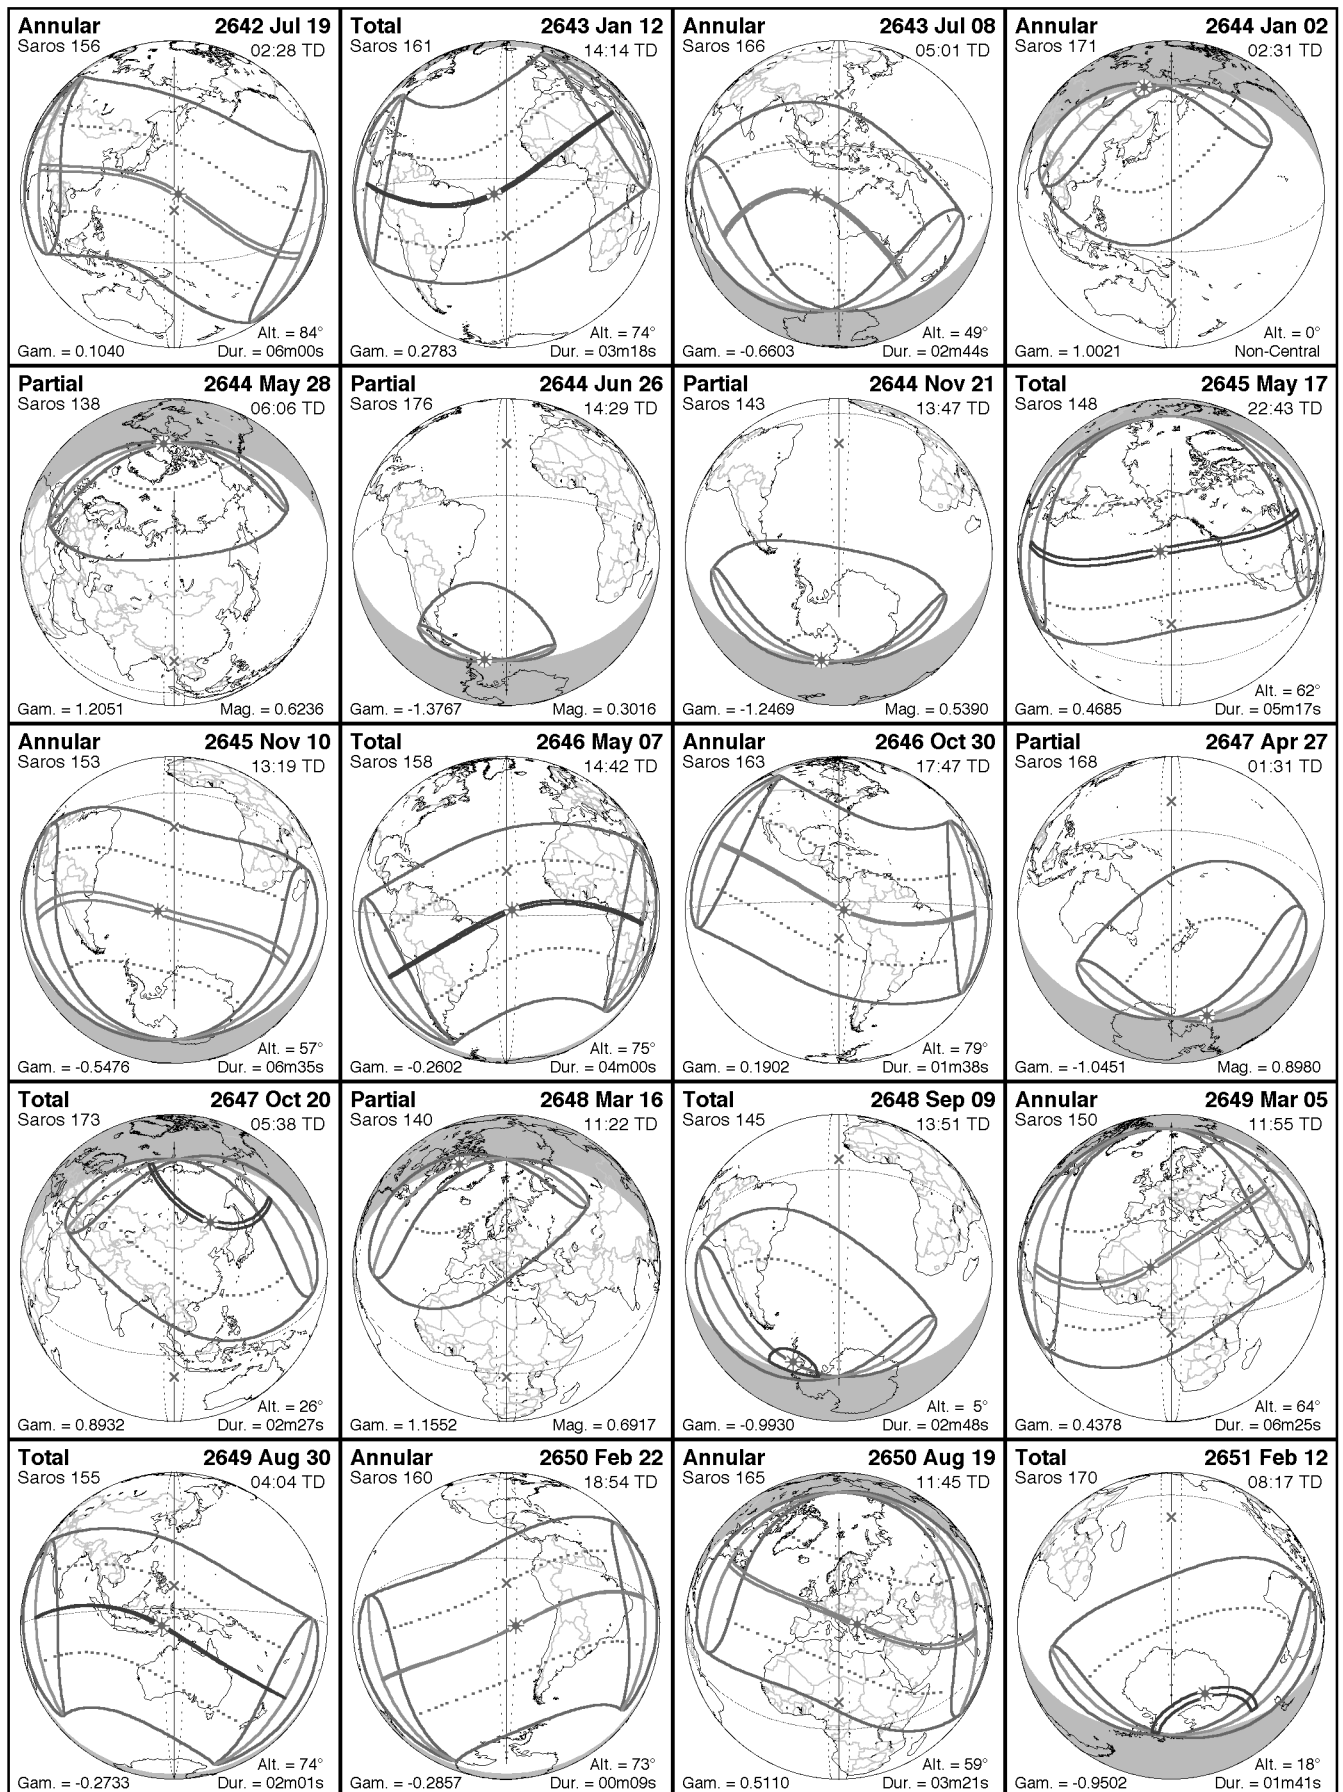 Annular 2642 Jul 19
Saros 156 02:28 TD
Alt. = 84°
Gam. = 0.1040 Dur. = 06m00s
Total 2643 Jan 12
Saros 161 14:14 TD
Alt. = 74°
Gam. = 0.2783 Dur. = 03m18s
Annular 2643 Jul 08
Saros 166 05:01 TD
Alt. = 49°
Gam. = -0.6603 Dur. = 02m44s
Annular 2644 Jan 02
Saros 171 02:31 TD
Alt. = 0°
Gam. = 1.0021 Non-Central
Partial 2644 May 28
Saros 138 06:06 TD
Gam. = 1.2051 Mag. = 0.6236
Partial 2644 Jun 26
Saros 176 14:29 TD
Gam. = -1.3767 Mag. = 0.3016
Partial 2644 Nov 21
Saros 143 13:47 TD
Gam. = -1.2469 Mag. = 0.5390
Total 2645 May 17
Saros 148 22:43 TD
Alt. = 62°
Gam. = 0.4685 Dur. = 05m17s
Annular 2645 Nov 10
Saros 153 13:19 TD
Alt. = 57°
Gam. = -0.5476 Dur. = 06m35s
Total 2646 May 07
Saros 158 14:42 TD
Alt. = 75°
Gam. = -0.2602 Dur. = 04m00s
Annular 2646 Oct 30
Saros 163 17:47 TD
Alt. = 79°
Gam. = 0.1902 Dur. = 01m38s
Partial 2647 Apr 27
Saros 168 01:31 TD
Gam. = -1.0451 Mag. = 0.8980
Total 2647 Oct 20
Saros 173 05:38 TD
Alt. = 26°
Gam. = 0.8932 Dur. = 02m27s
Partial 2648 Mar 16
Saros 140 11:22 TD
Gam. = 1.1552 Mag. = 0.6917
Total 2648 Sep 09
Saros 145 13:51 TD
Alt. = 5°
Gam. = -0.9930 Dur. = 02m48s
Annular 2649 Mar 05
Saros 150 11:55 TD
Alt. = 64°
Gam. = 0.4378 Dur. = 06m25s
Total 2649 Aug 30
Saros 155 04:04 TD
Alt. = 74°
Gam. = -0.2733 Dur. = 02m01s
Annular 2650 Feb 22
Saros 160 18:54 TD
Alt. = 73°
Gam. = -0.2857 Dur. = 00m09s
Annular 2650 Aug 19
Saros 165 11:45 TD
Alt. = 59°
Gam. = 0.5110 Dur. = 03m21s
Total 2651 Feb 12
Saros 170 08:17 TD
Alt. = 18°
Gam. = -0.9502 Dur. = 01m41s